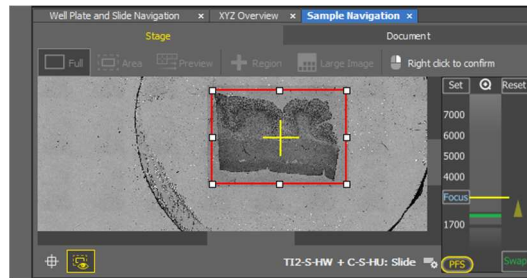 Well Plate and Slide Navigation × XYZ Overview × Sample Navigation ×
Stage Document
Full Area Preview Region Large Image Right click to confirm
Set Reset
7000
6000
5000
4000
Focus
1700
TI2-S-HW + C-S-HU: Slide PFS Swap